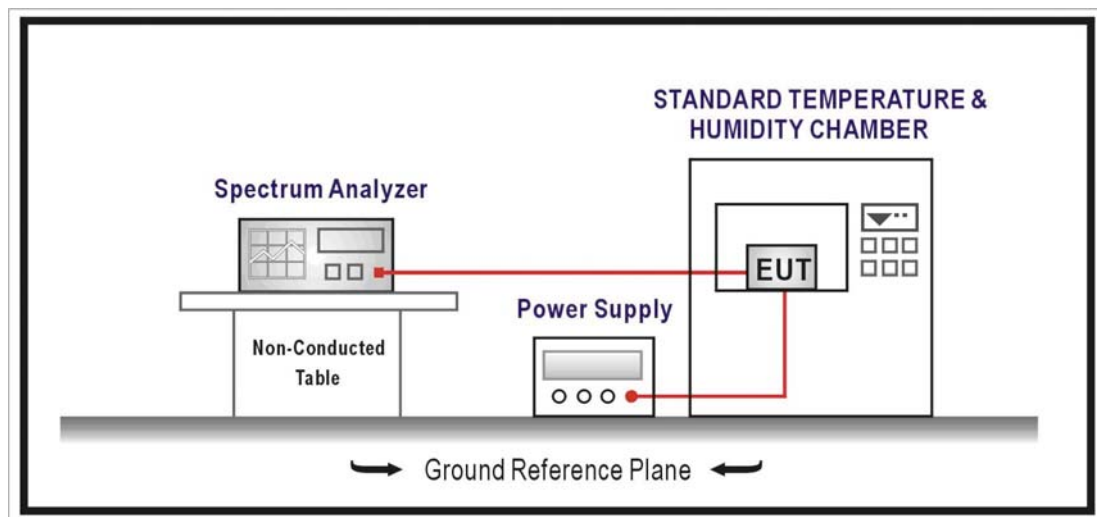 STANDARD TEMPERATURE &
HUMIDITY CHAMBER
Spectrum Analyzer
EUT
Power Supply
Non-Conducted
Table
Ground Reference Plane